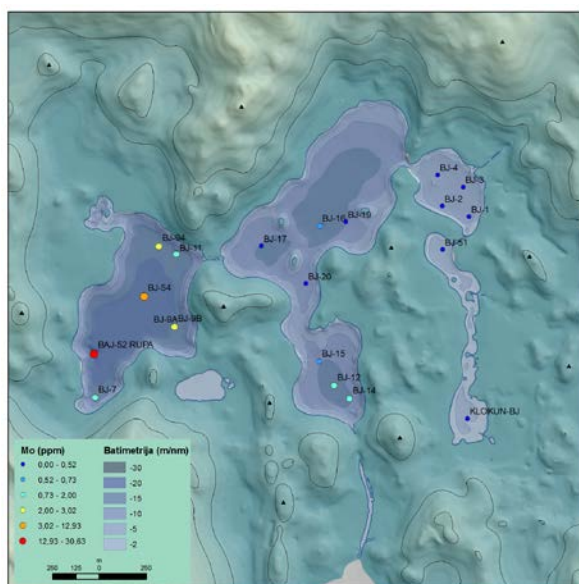 BJ-4
BJ-3
BJ-2
BJ-1
BJ-16
BJ-19
BJ-17
BJ-51
BJ-94
BJ-11
BJ-20
BJ-54
BJ-9A BJ-9B
BAJ-52 RUPA
BJ-15
BJ-12
BJ-7
BJ-14
KLOKUN-BJ
Mo (ppm)
0,00 - 0,52
0,52 - 0,73
0,73 - 2,00
2,00 - 3,02
3,02 - 12,93
12,93 - 39,63
Batimetrija (m/nm)
-30
-20
-15
-10
-5
-2
m
250 125 0 250